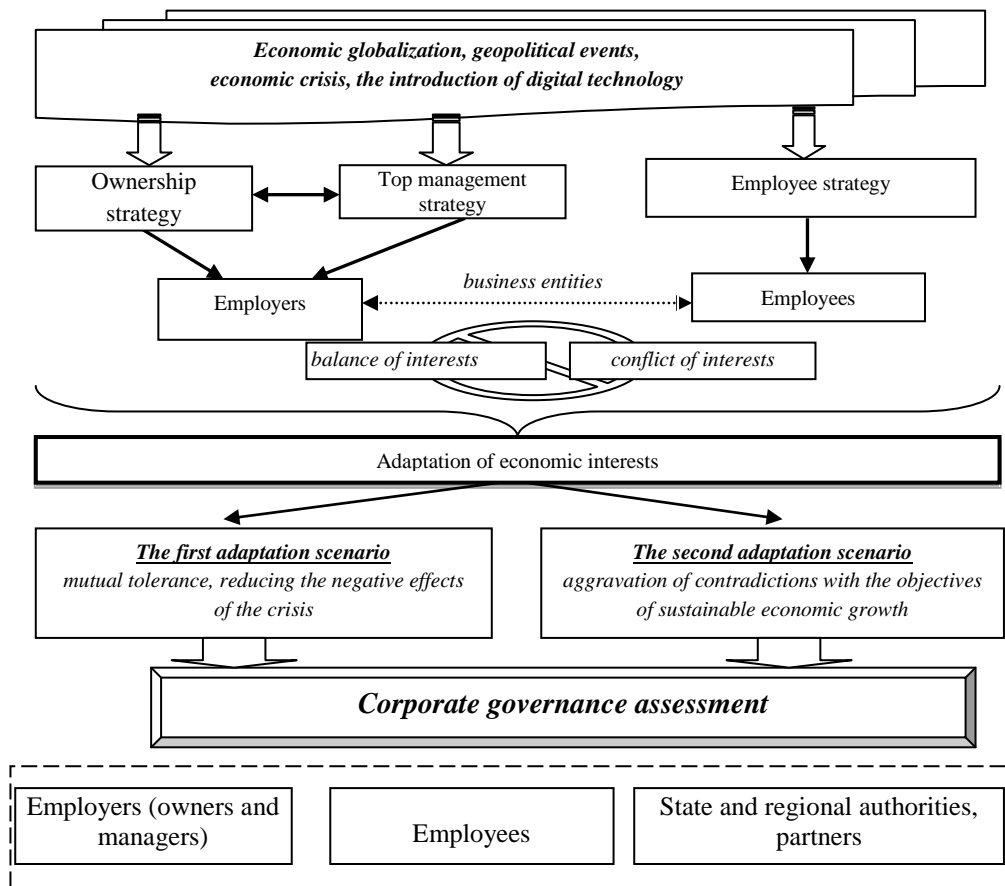 Economic globalization, geopolitical events,
economic crisis, the introduction of digital technology
Ownership
strategy
Top management
strategy
Employee strategy
business entities
Employers
Employees
balance of interests
conflict of interests
Adaptation of economic interests
The first adaptation scenario
mutual tolerance, reducing the negative effects
of the crisis
The second adaptation scenario
aggravation of contradictions with the objectives
of sustainable economic growth
Corporate governance assessment
Employers (owners and
managers)
Employees
State and regional authorities,
partners